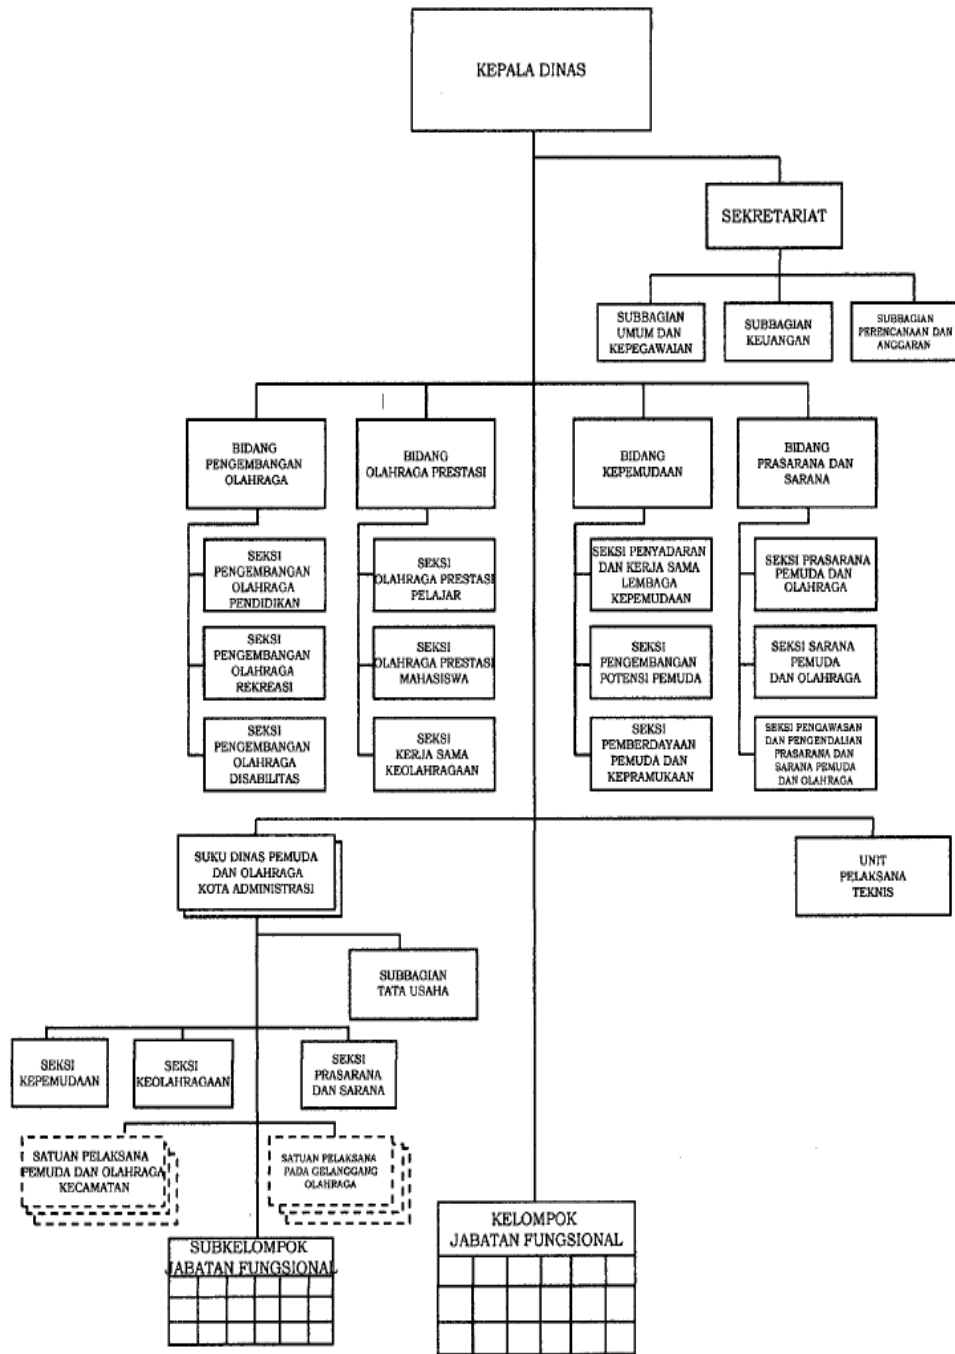 KEPALA DINAS
SEKRETARIAT
SUBBAGIAN
UMUM DAN
KEPEGAWAIAN
SUBBAGIAN
KEUANGAN
SUBBAGIAN
PERENCANAAN DAN
ANGGARAN
BIDANG
PENGEMBANGAN
OLAHRAGA
BIDANG
OLAHRAGA PRESTASI
BIDANG
KEPEMUDAAN
BIDANG
PRASARANA DAN
SARANA
SEKSI
PENGEMBANGAN
OLAHRAGA
PENDIDIKAN
SEKSI
OLAHRAGA PRESTASI
PELAJAR
SEKSI PENYADARAN
DAN KERJA SAMA
LEMBAGA
KEPEMUDAAN
SEKSI PRASARANA
PEMUDA DAN
OLAHRAGA
SEKSI
PENGEMBANGAN
OLAHRAGA
REKREASI
SEKSI
OLAHRAGA PRESTASI
MAHASISWA
SEKSI
PENGEMBANGAN
POTENSI PEMUDA
SEKSI SARANA
PEMUDA
DAN OLAHRAGA
SEKSI
PENGEMBANGAN
OLAHRAGA
DISABILITAS
SEKSI
KERJA SAMA
KEOLAHRAGAAN
SEKSI
PEMBERDAYAAN
PEMUDA DAN
KEPRAMUKAAN
SEKSI PENGAWASAN
DAN PENGENDALIAN
PRASARANA DAN
SARANA PEMUDA
DAN OLAHRAGA
SUKU DINAS PEMUDA
DAN OLAHRAGA
KOTA ADMINISTRASI
UNIT
PELAKSANA
TEKNIS
SUBBAGIAN
TATA USAHA
SEKSI
KEPEMUDAAN
SEKSI
KEOLAHRAGAAN
SEKSI
PRASARANA
DAN SARANA
SATUAN PELAKSANA
PEMUDA DAN OLAHRAGA
KECAMATAN
SATUAN PELAKSANA
PADA GELANGGANG
OLAHRAGA
SUBKELOMPOK
JABATAN FUNGSIONAL
KELOMPOK
JABATAN FUNGSIONAL